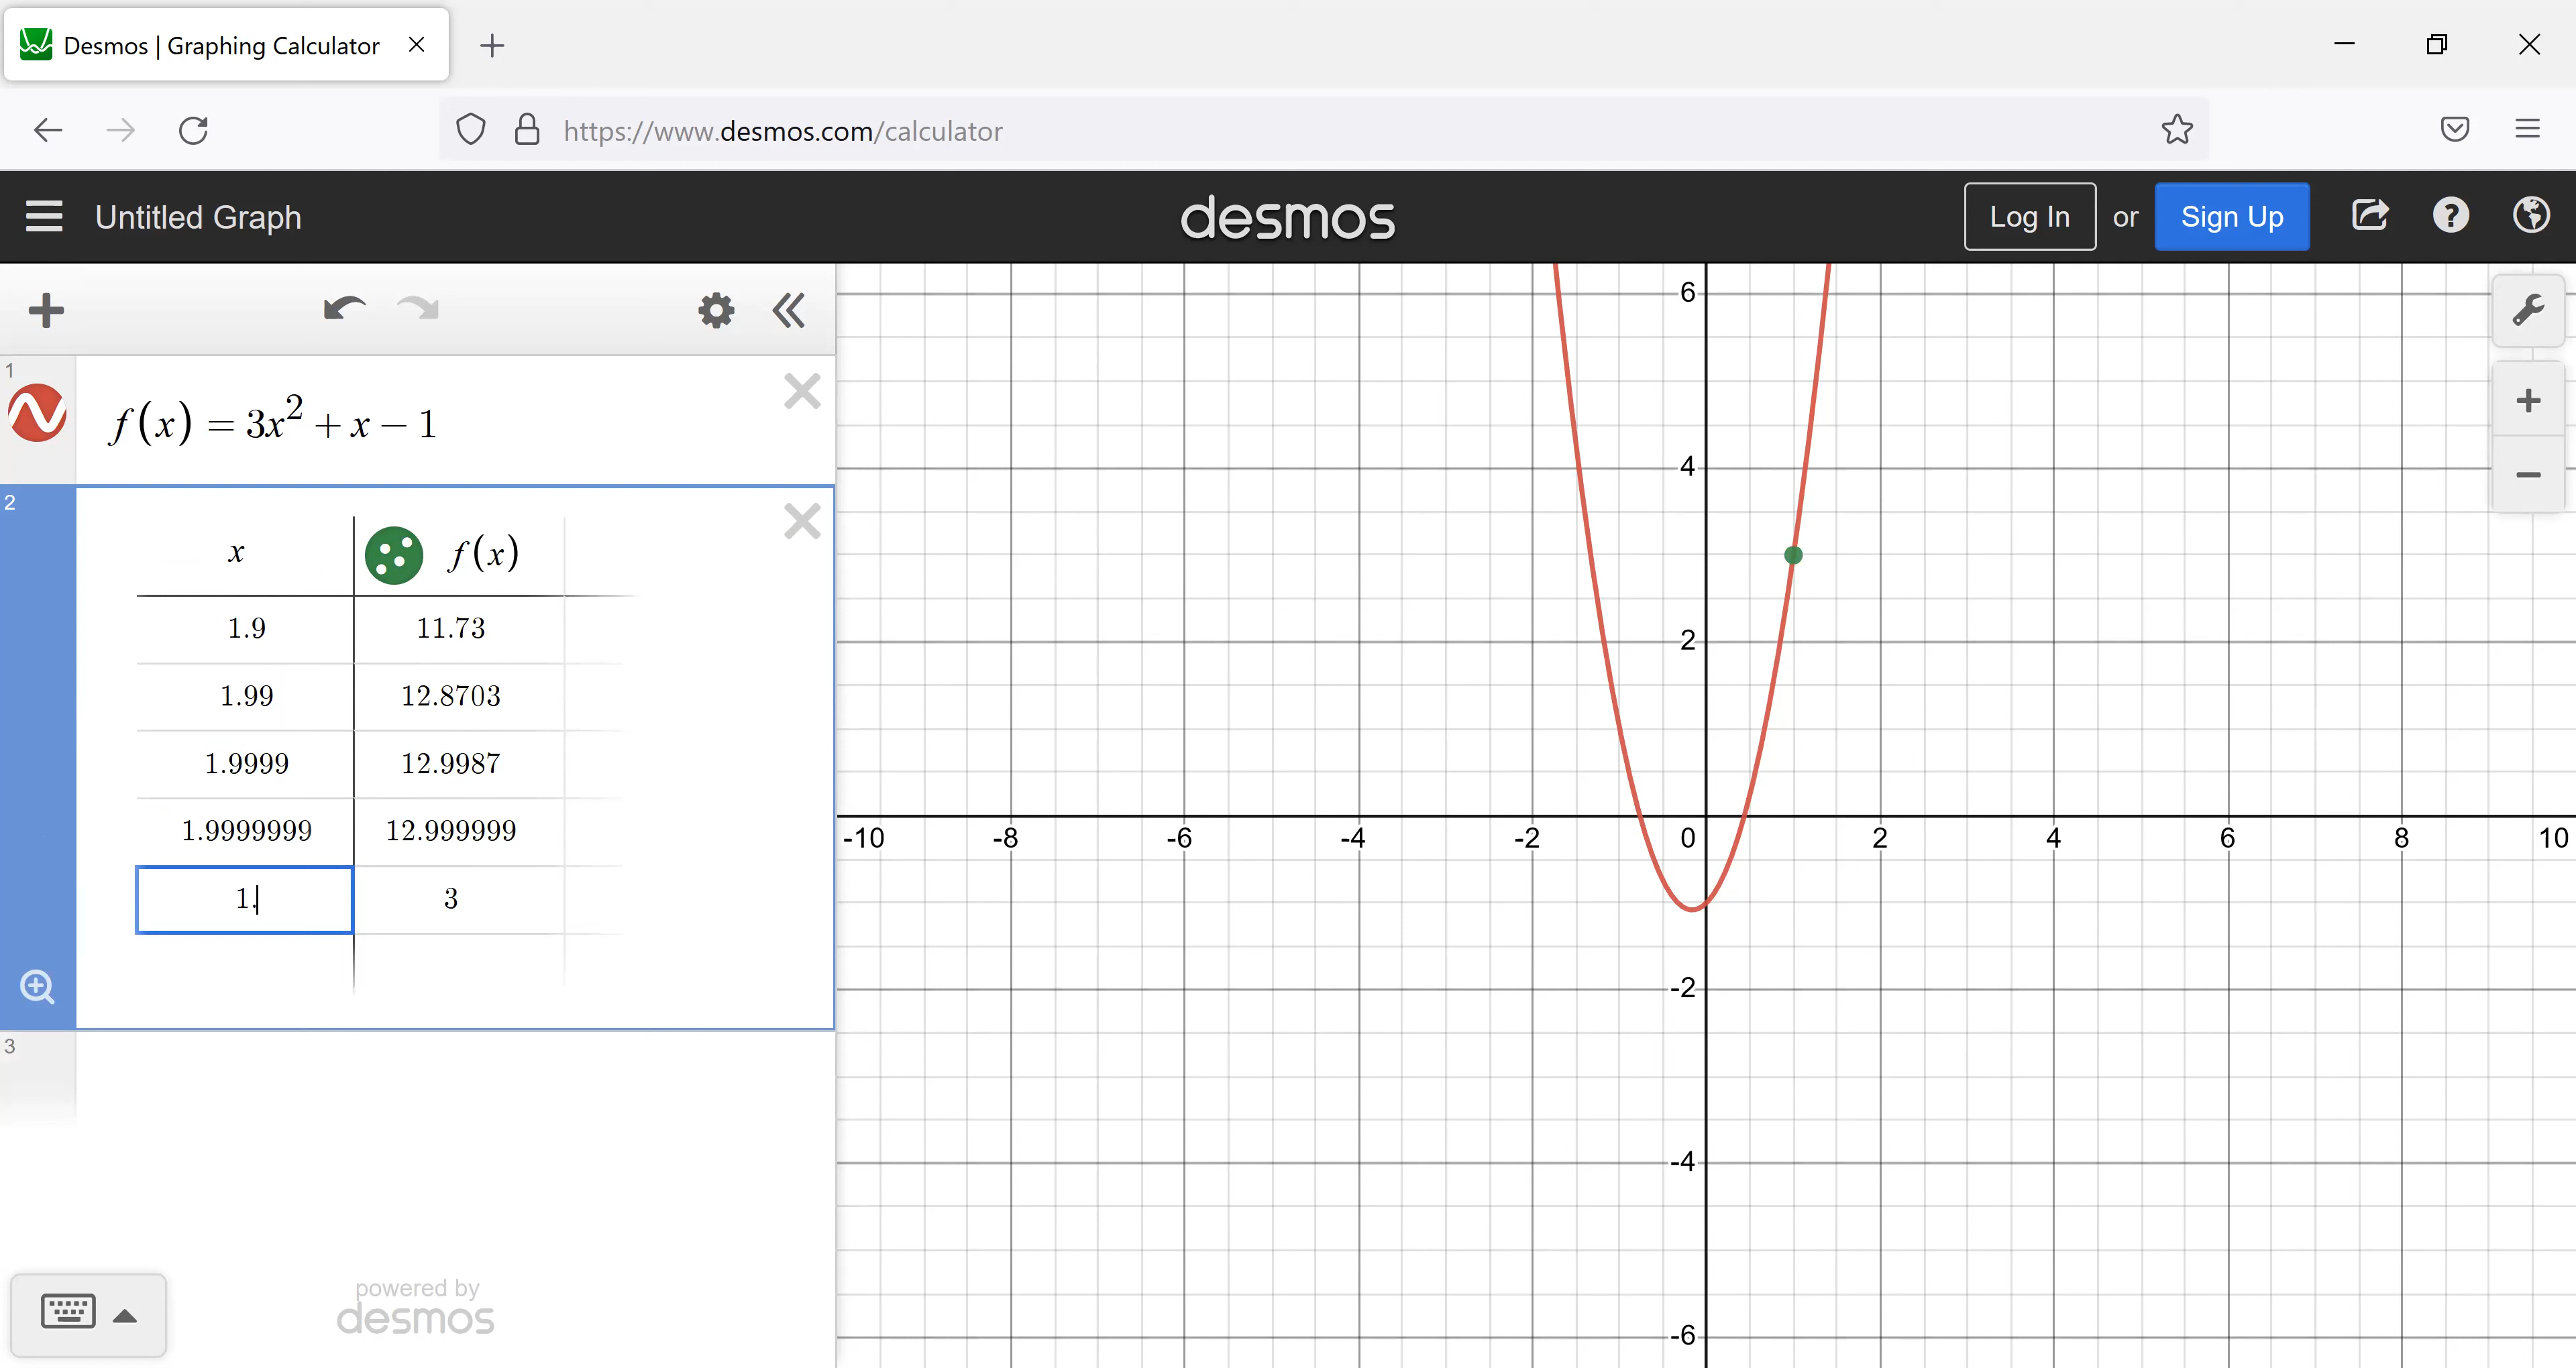 Desmos | Graphing Calculator
https://www.desmos.com/calculator
Untitled Graph
desmos
Log In or Sign Up
1
f(x) = 3x² + x − 1
2
x f(x)
1.9 11.73
1.99 12.8703
1.9999 12.9987
1.9999999 12.999999
1. 3
3
powered by
desmos
6
4
2
-10 -8 -6 -4 -2 0 2 4 6 8 10
-2
-4
-6